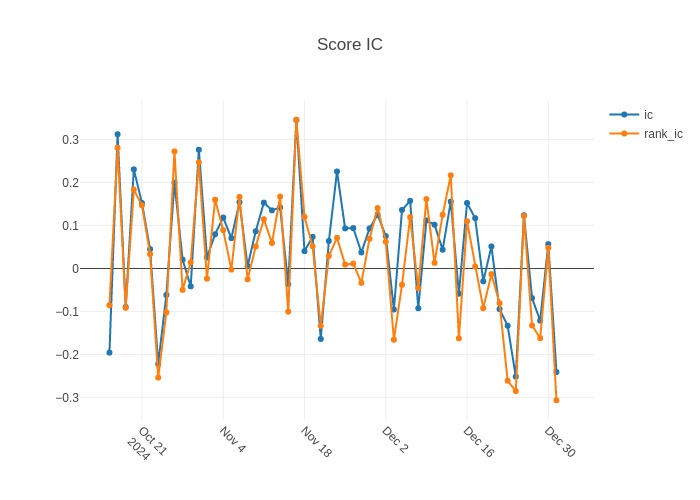 Score IC
ic
rank_ic
0.3
0.2
0.1
0
−0.1
−0.2
−0.3
Oct 21
2024
Nov 4
Nov 18
Dec 2
Dec 16
Dec 30